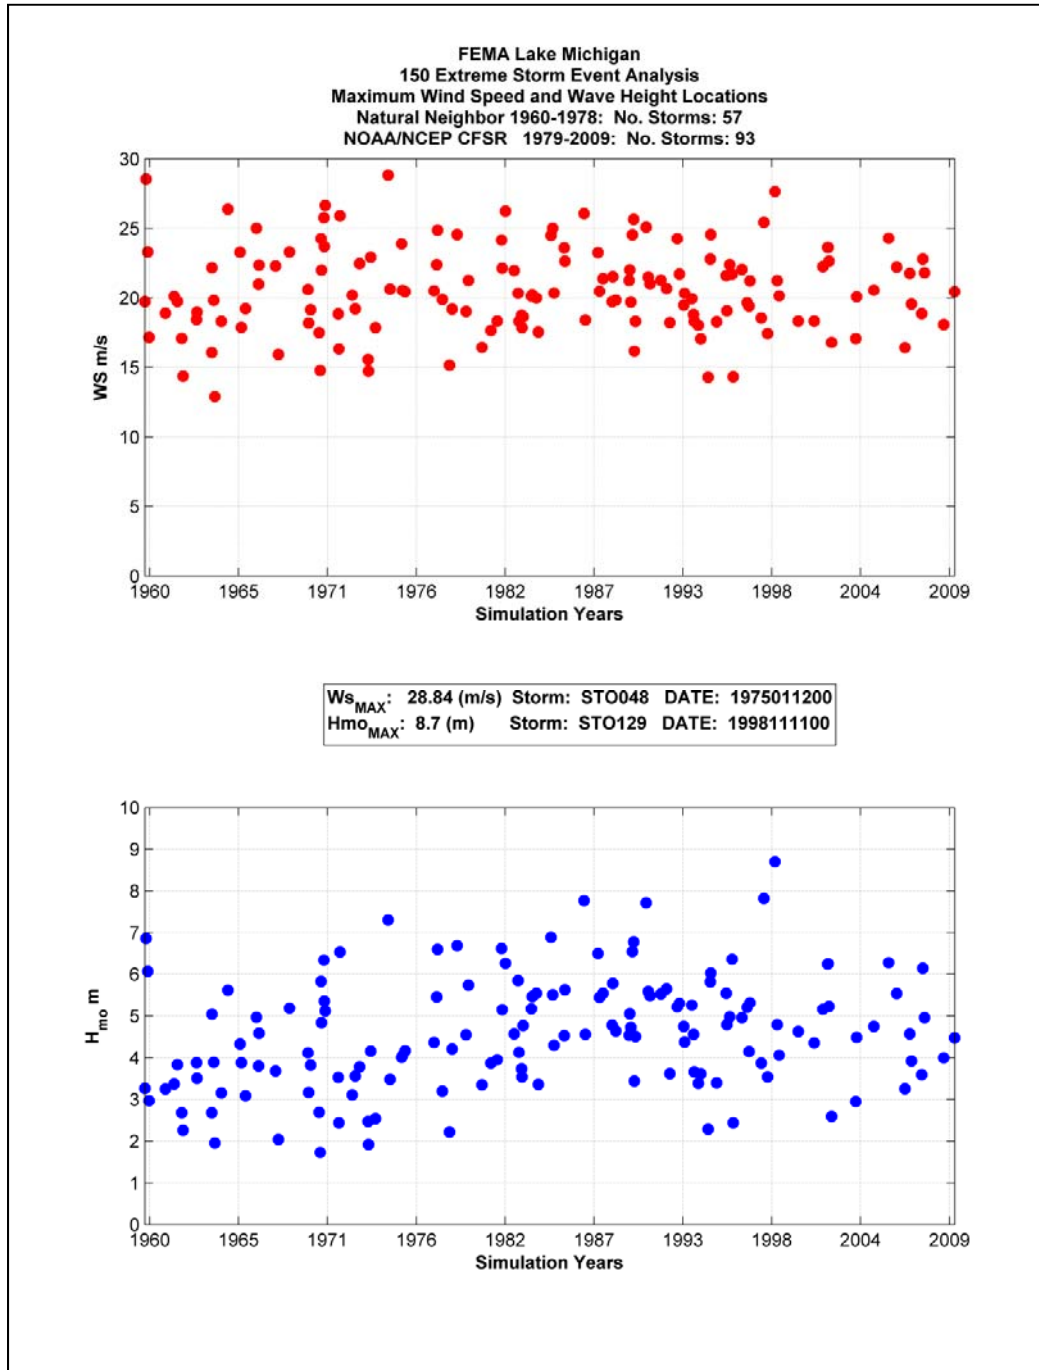 FEMA Lake Michigan
150 Extreme Storm Event Analysis
Maximum Wind Speed and Wave Height Locations
Natural Neighbor 1960-1978: No. Storms: 57
NOAA/NCEP CFSR 1979-2009: No. Storms: 93
30
25
20
15
10
5
0
WS m/s
1960 1965 1971 1976 1982 1987 1993 1998 2004 2009
Simulation Years
WsMAX: 28.84 (m/s) Storm: STO048 DATE: 1975011200
HmoMAX: 8.7 (m) Storm: STO129 DATE: 1998111100
10
9
8
7
6
5
4
3
2
1
0
Hmo m
1960 1965 1971 1976 1982 1987 1993 1998 2004 2009
Simulation Years